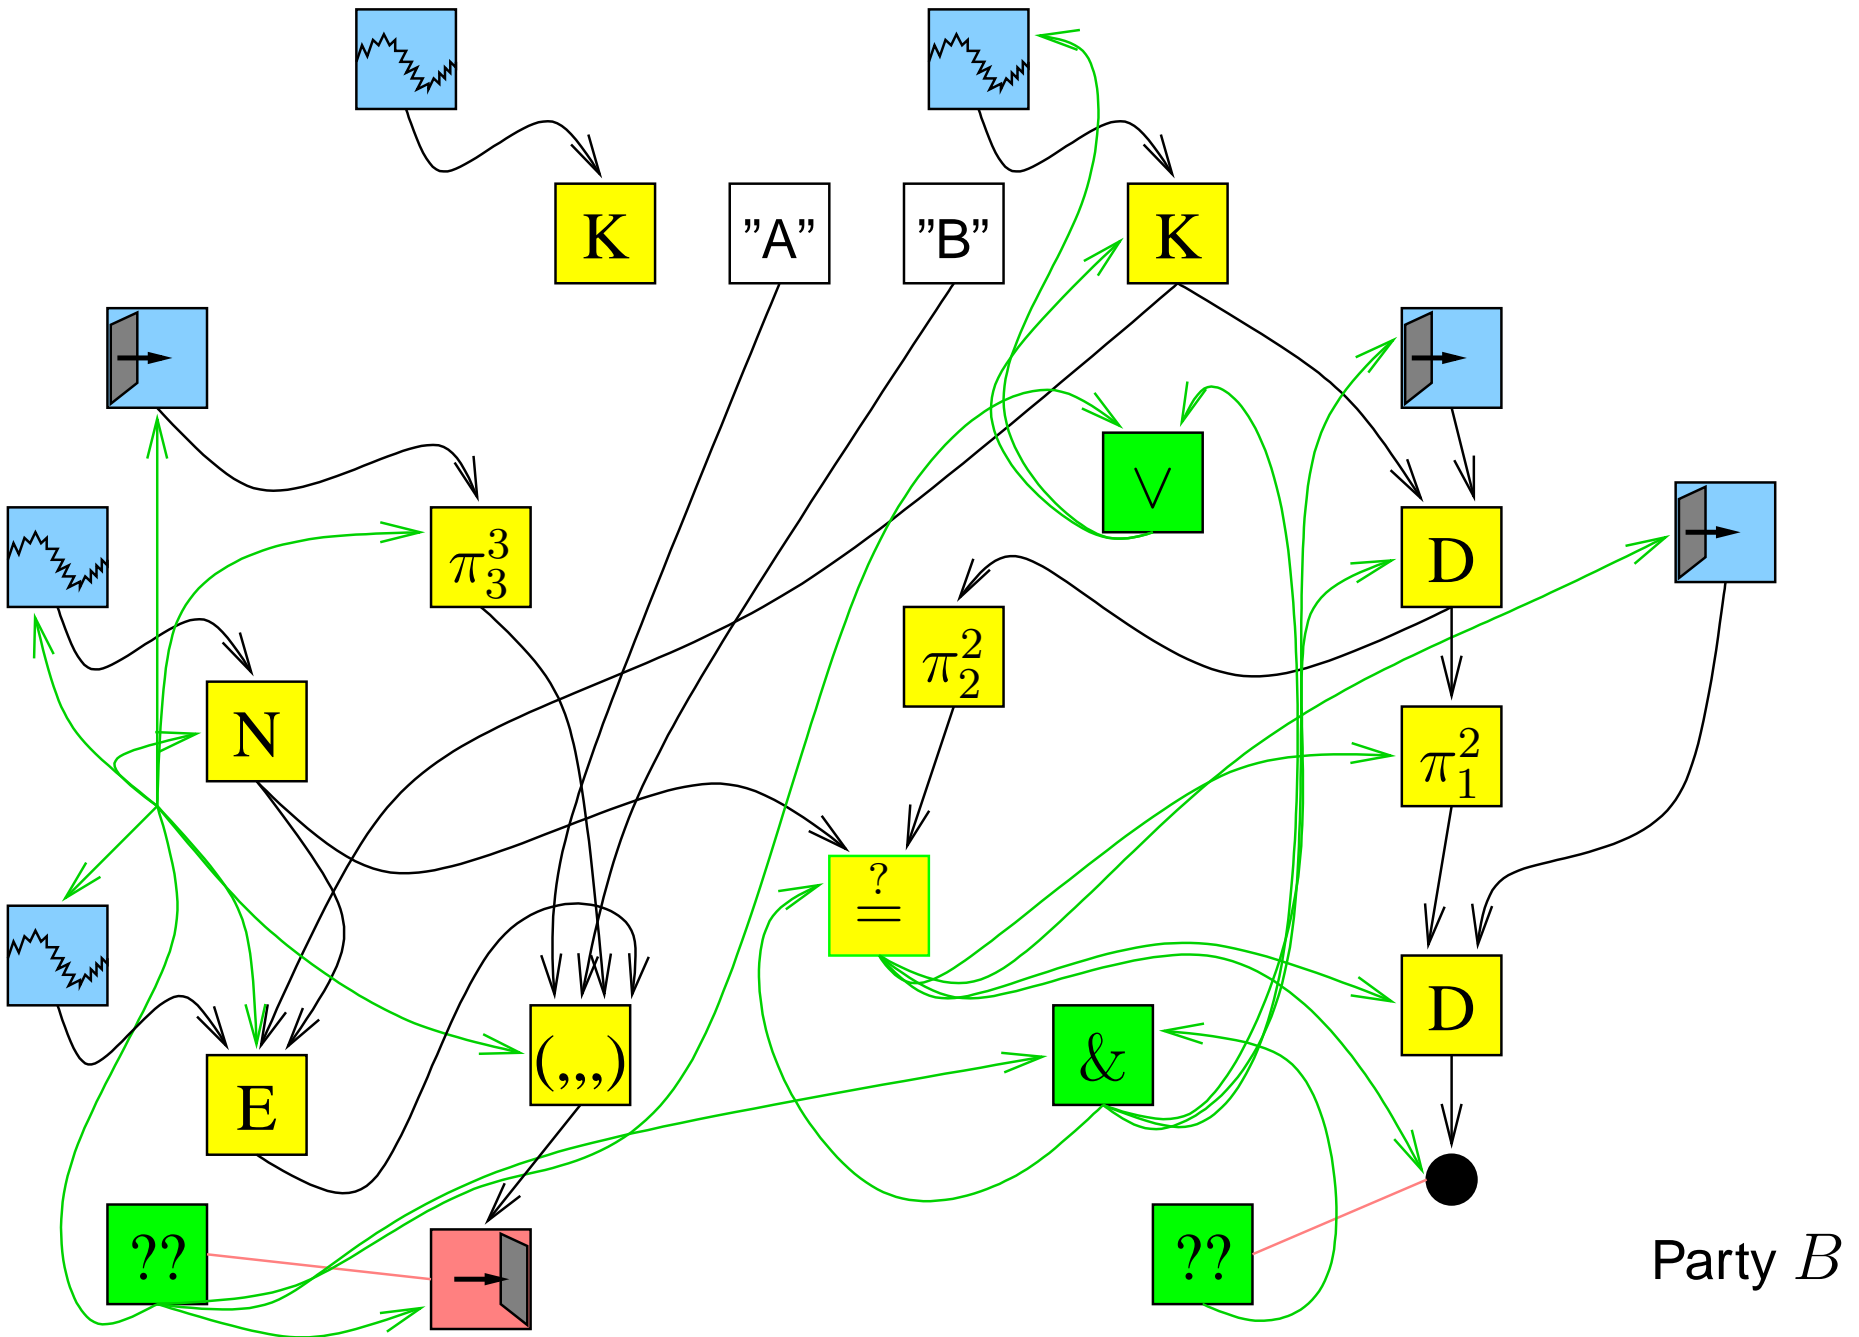 K ”A” ”B” K
∨
π₃³ D
π₂²
N π₁²
?
=
D
(,,,) &
E
?? ?? Party B